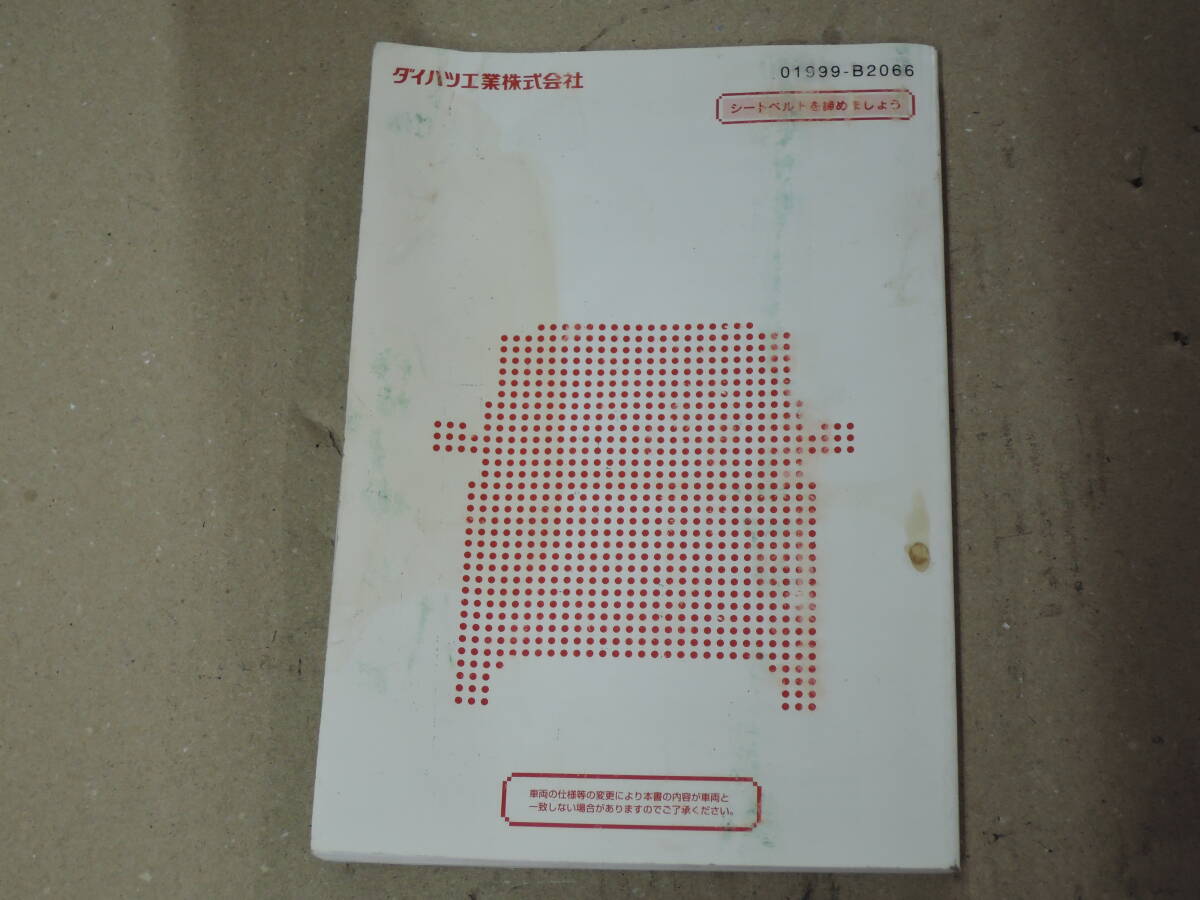 ダイハツ工業株式会社
01999-B2066
シートベルトを締めましょう
車両の仕様等の変更により本書の内容が車両と
一致しない場合がありますのでご了承ください。